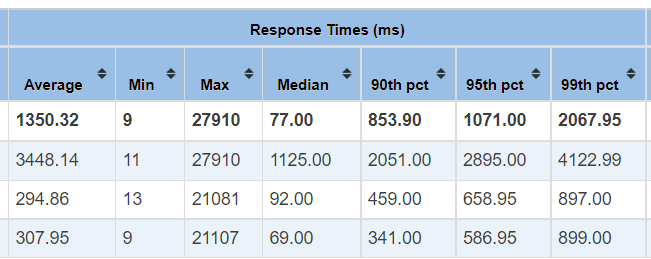 Response Times (ms)
Average Min Max Median 90th pct 95th pct 99th pct
1350.32 9 27910 77.00 853.90 1071.00 2067.95
3448.14 11 27910 1125.00 2051.00 2895.00 4122.99
294.86 13 21081 92.00 459.00 658.95 897.00
307.95 9 21107 69.00 341.00 586.95 899.00